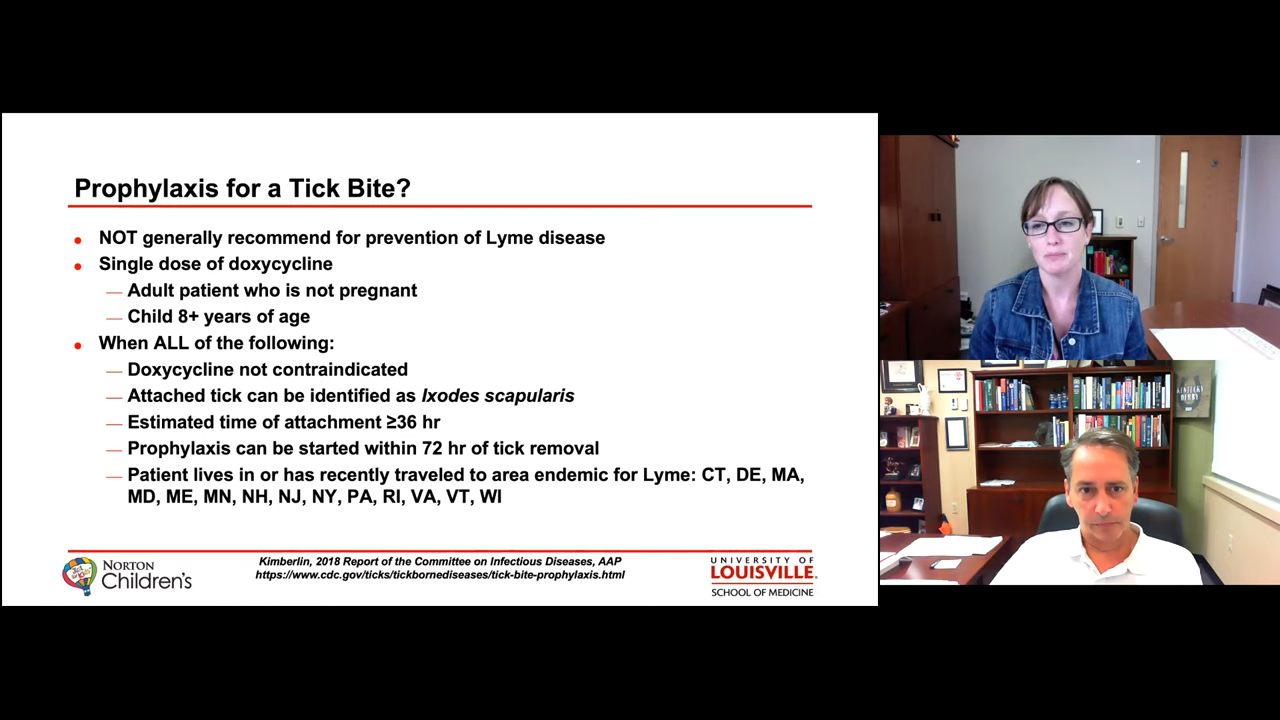 Prophylaxis for a Tick Bite?
NOT generally recommend for prevention of Lyme disease
Single dose of doxycycline
Adult patient who is not pregnant
Child 8+ years of age
When ALL of the following:
Doxycycline not contraindicated
Attached tick can be identified as Ixodes scapularis
Estimated time of attachment ≥36 hr
Prophylaxis can be started within 72 hr of tick removal
Patient lives in or has recently traveled to area endemic for Lyme: CT, DE, MA,
MD, ME, MN, NH, NJ, NY, PA, RI, VA, VT, WI
Kimberlin, 2018 Report of the Committee on Infectious Diseases, AAP
https://www.cdc.gov/ticks/tickbornediseases/tick-bite-prophylaxis.html
NORTON
Children's
UNIVERSITY OF
LOUISVILLE.
SCHOOL OF MEDICINE
KENTUCKY
DERBY